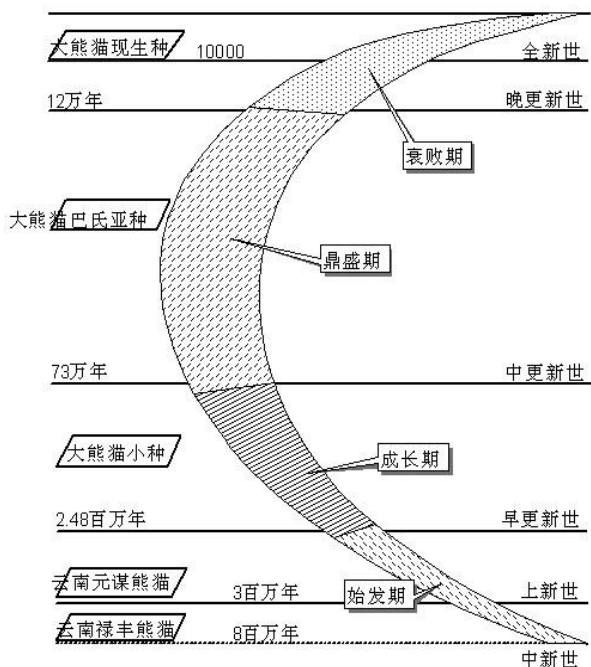 大熊猫现生种 10000 全新世
12万年 晚更新世
衰败期
大熊猫巴氏亚种
鼎盛期
73万年 中更新世
大熊猫小种 成长期
2.48百万年 早更新世
云南元谋熊猫 3百万年 始发期 上新世
云南禄丰熊猫 8百万年
中新世